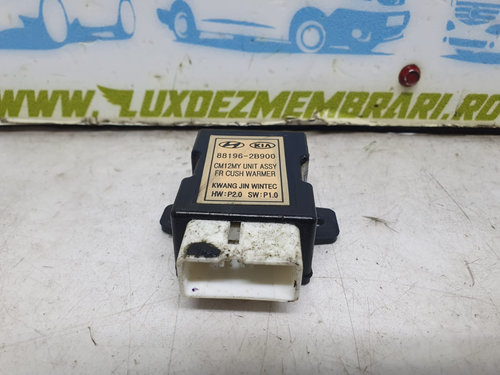 WWW.LUXDEZMEMBRARI.RO
HYUNDAI KIA
88196-2B900
CM12MY UNIT ASSY
FR CUSH WARMER
KWANG JIN WINTEC
HW:P2.0 SW:P1.0